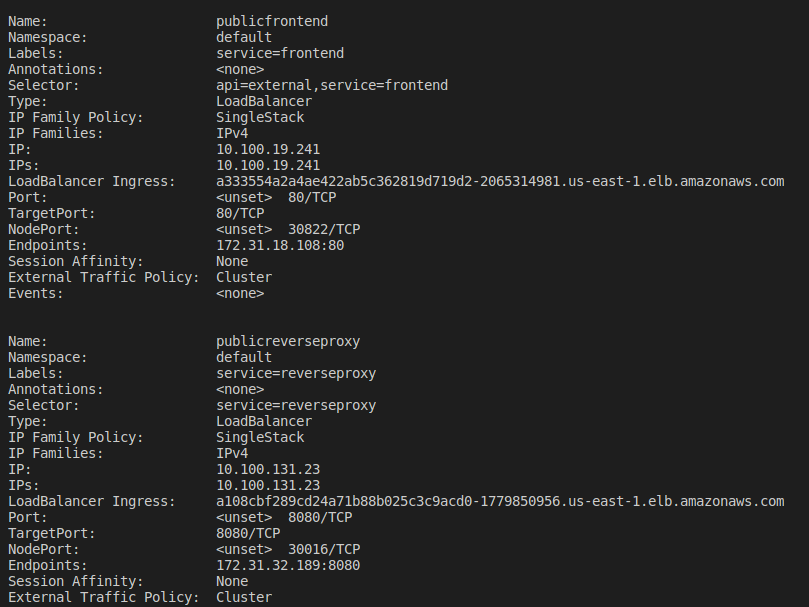 Name: publicfrontend
Namespace: default
Labels: service=frontend
Annotations: <none>
Selector: api=external,service=frontend
Type: LoadBalancer
IP Family Policy: SingleStack
IP Families: IPv4
IP: 10.100.19.241
IPs: 10.100.19.241
LoadBalancer Ingress: a333554a2a4ae422ab5c362819d719d2-2065314981.us-east-1.elb.amazonaws.com
Port: <unset> 80/TCP
TargetPort: 80/TCP
NodePort: <unset> 30822/TCP
Endpoints: 172.31.18.108:80
Session Affinity: None
External Traffic Policy: Cluster
Events: <none>
Name: publicreverseproxy
Namespace: default
Labels: service=reverseproxy
Annotations: <none>
Selector: service=reverseproxy
Type: LoadBalancer
IP Family Policy: SingleStack
IP Families: IPv4
IP: 10.100.131.23
IPs: 10.100.131.23
LoadBalancer Ingress: a108cbf289cd24a71b88b025c3c9acd0-1779850956.us-east-1.elb.amazonaws.com
Port: <unset> 8080/TCP
TargetPort: 8080/TCP
NodePort: <unset> 30016/TCP
Endpoints: 172.31.32.189:8080
Session Affinity: None
External Traffic Policy: Cluster